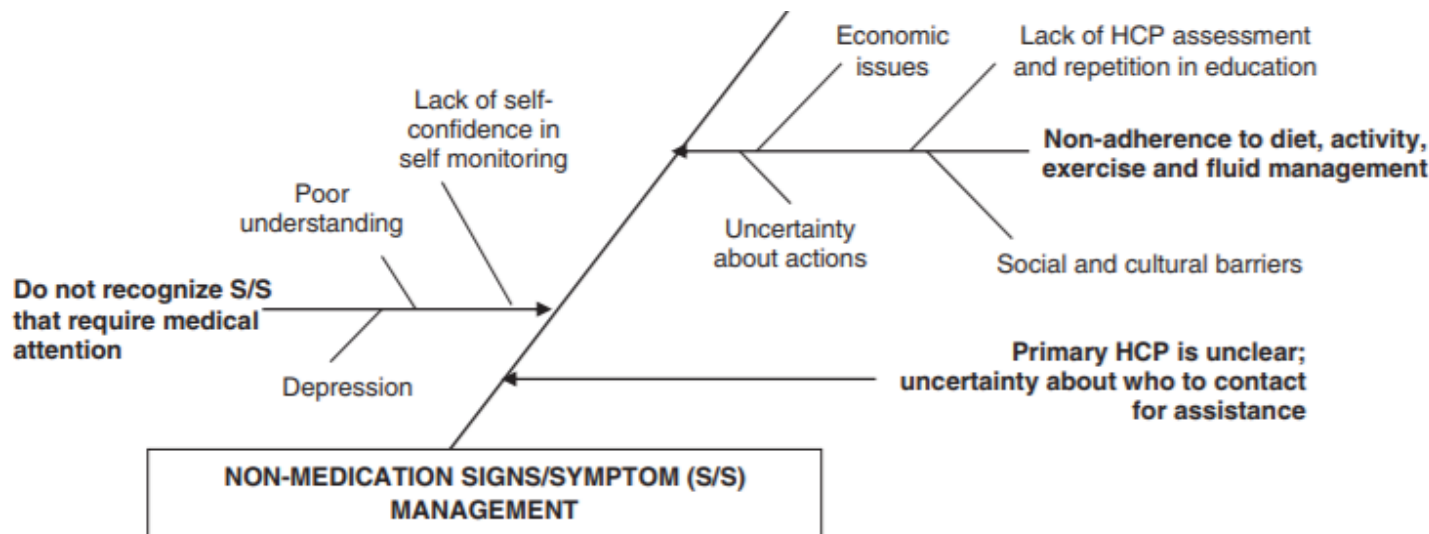 Economic
issues
Lack of HCP assessment
and repetition in education
Lack of self-
confidence in
self monitoring
Non-adherence to diet, activity,
exercise and fluid management
Poor
understanding
Uncertainty
about actions
Social and cultural barriers
Do not recognize S/S
that require medical
attention
Depression
Primary HCP is unclear;
uncertainty about who to contact
for assistance
NON-MEDICATION SIGNS/SYMPTOM (S/S)
MANAGEMENT